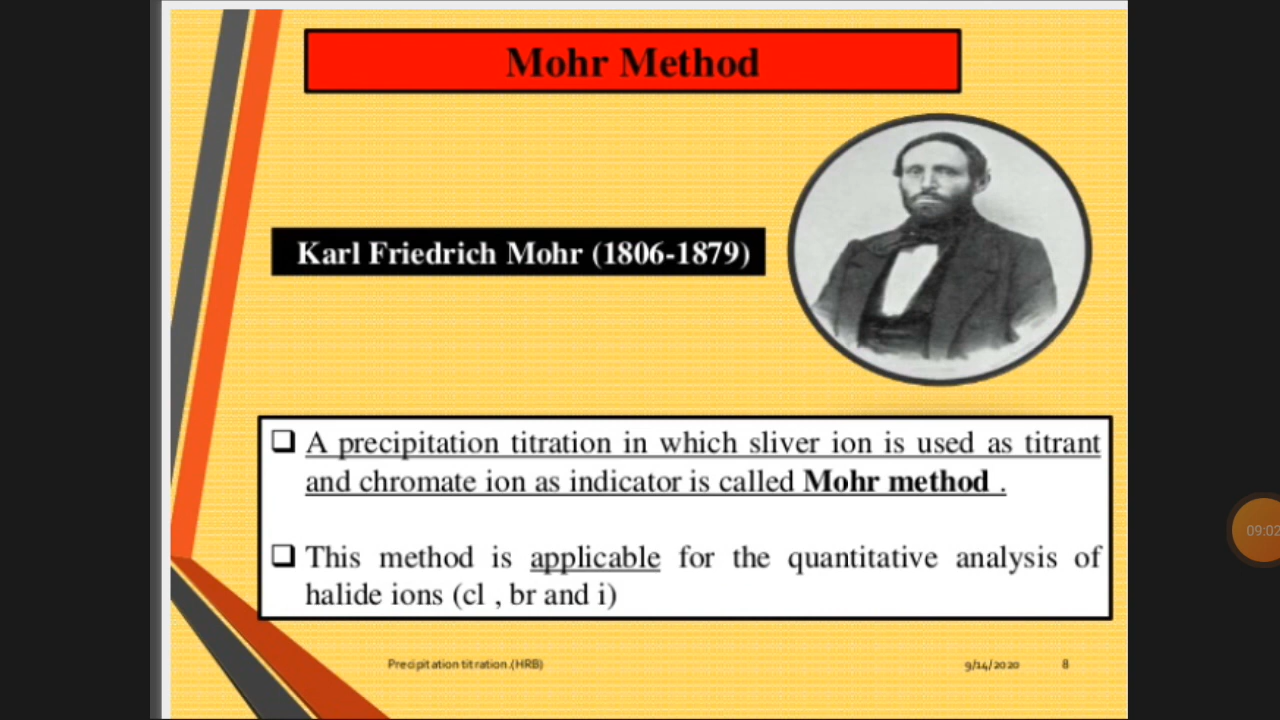 Mohr Method
Karl Friedrich Mohr (1806-1879)
❑ A precipitation titration in which sliver ion is used as titrant
and chromate ion as indicator is called Mohr method .
❑ This method is applicable for the quantitative analysis of
halide ions (cl , br and i)
Precipitation titration.(HRB)
9/14/2020
8
09:02